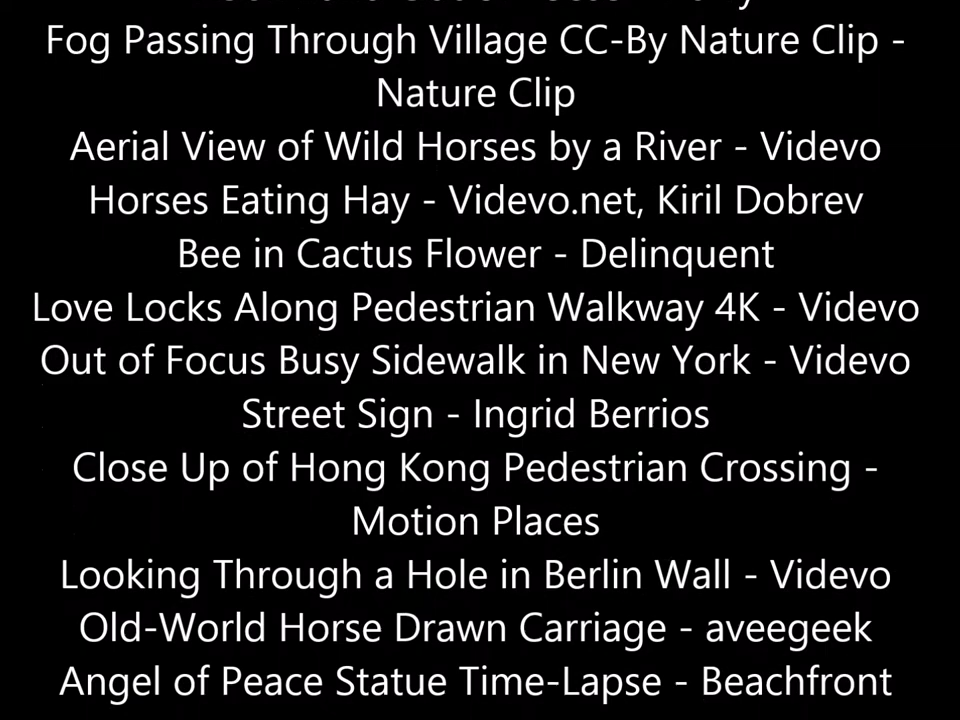 Fog Passing Through Village CC-By Nature Clip -
Nature Clip
Aerial View of Wild Horses by a River - Videvo
Horses Eating Hay - Videvo.net, Kiril Dobrev
Bee in Cactus Flower - Delinquent
Love Locks Along Pedestrian Walkway 4K - Videvo
Out of Focus Busy Sidewalk in New York - Videvo
Street Sign - Ingrid Berrios
Close Up of Hong Kong Pedestrian Crossing -
Motion Places
Looking Through a Hole in Berlin Wall - Videvo
Old-World Horse Drawn Carriage - aveegeek
Angel of Peace Statue Time-Lapse - Beachfront